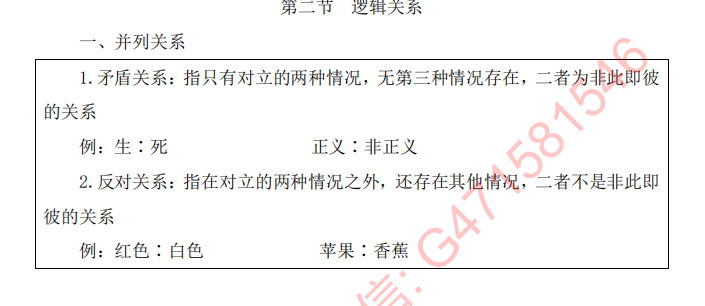 第二节 逻辑关系
一、并列关系
1.矛盾关系：指只有对立的两种情况，无第三种情况存在，二者为非此即彼
的关系
例：生∶死 正义∶非正义
2.反对关系：指在对立的两种情况之外，还存在其他情况，二者不是非此即
彼的关系
例：红色∶白色 苹果∶香蕉
信: G471581546